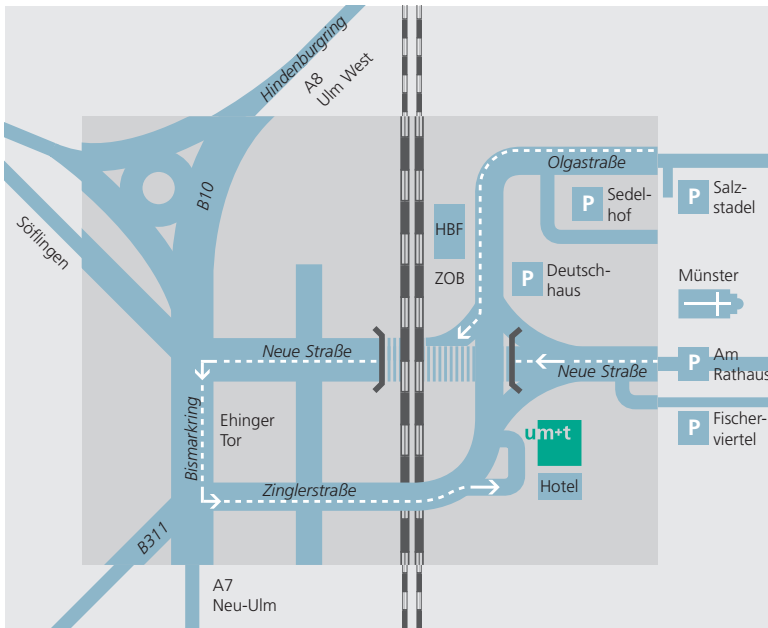 Hindenburgring
A8
Ulm West
B10
Söflingen
Olgastraße
P
Sedel-
hof
P
Salz-
stadel
HBF
ZOB
P
Deutsch-
haus
Münster
Neue Straße
Neue Straße
P
Am
Rathaus
Bismarkring
Ehinger
Tor
um+t
P
Fischer-
viertel
Zinglerstraße
Hotel
B311
A7
Neu-Ulm